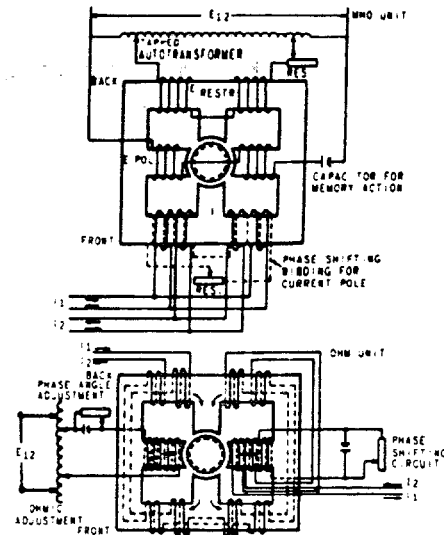 E12
MHO UNIT
TAPPED
AUTOTRANSFORMER
RES
BACK
E RESTR
E POL
CAPACITOR FOR
MEMORY ACTION
I
FRONT
PHASE SHIFTING
WINDING FOR
CURRENT POLE
RES.
I1
I2
I1
I2
OHM UNIT
BACK
PHASE ANGLE
ADJUSTMENT
E12
PHASE
SHIFTING
CIRCUIT
I2
I1
OHMIC
ADJUSTMENT
FRONT